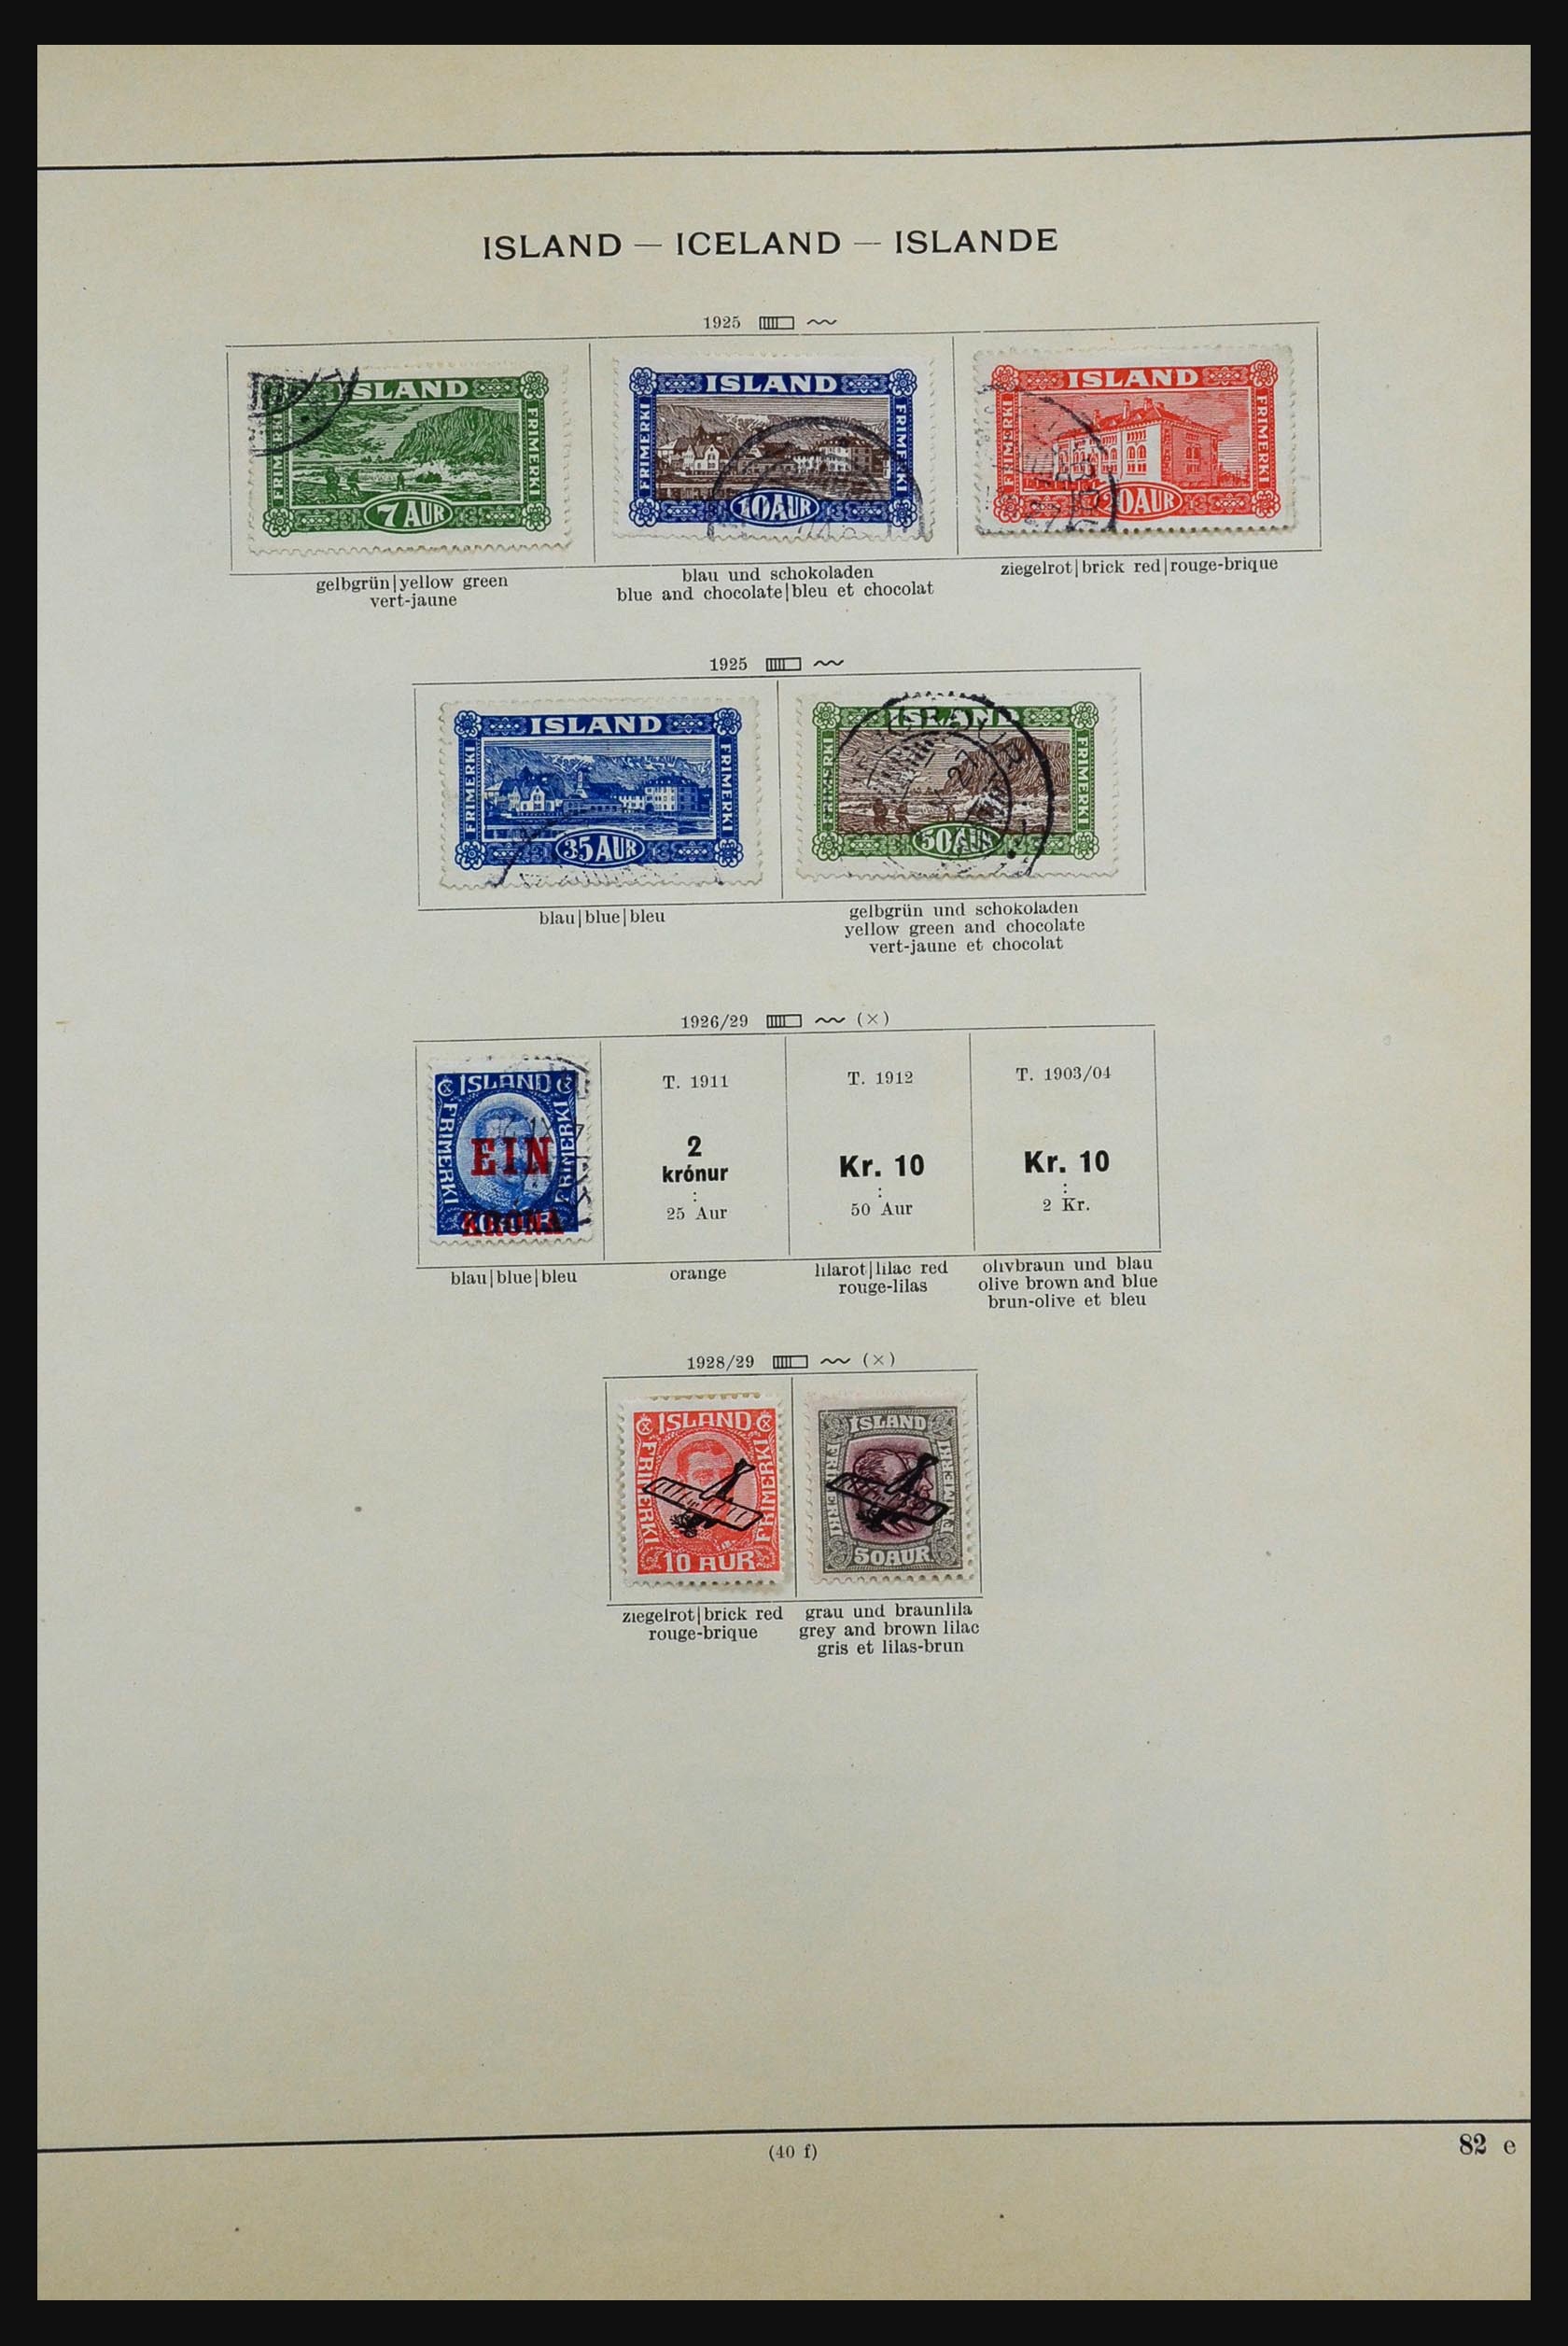 ISLAND — ICELAND — ISLANDE
1925
ISLAND
FRIMERKI
7 AUR
ISLAND
FRIMERKI
FRIMERKI
10 AUR
ISLAND
FRIMERKI
FRIMERKI
20 AUR
gelbgrün|yellow green
vert-jaune
blau und schokoladen
blue and chocolate|bleu et chocolat
ziegelrot|brick red|rouge-brique
1925
ISLAND
FRIMERKI
FRIMERKI
35 AUR
ISLAND
FRIMERKI
FRIMERKI
50 AUR
27
blau|blue|bleu
gelbgrün und schokoladen
yellow green and chocolate
vert-jaune et chocolat
1926/29 (×)
ISLAND
FRIMERKI
FRIMERKI
EIN
KRÓNA
T. 1911
2
krónur
:
25 Aur
T. 1912
Kr. 10
:
50 Aur
T. 1903/04
Kr. 10
:
2 Kr.
blau|blue|bleu
orange
lilarot|lilac red
rouge-lilas
olivbraun und blau
olive brown and blue
brun-olive et bleu
1928/29 (×)
ISLAND
FRIMERKI
FRIMERKI
10 AUR
ISLAND
FRIMERKI
FRIMERKI
50 AUR
ziegelrot|brick red
rouge-brique
grau und braunlila
grey and brown lilac
gris et lilas-brun
(40 f)
82 e